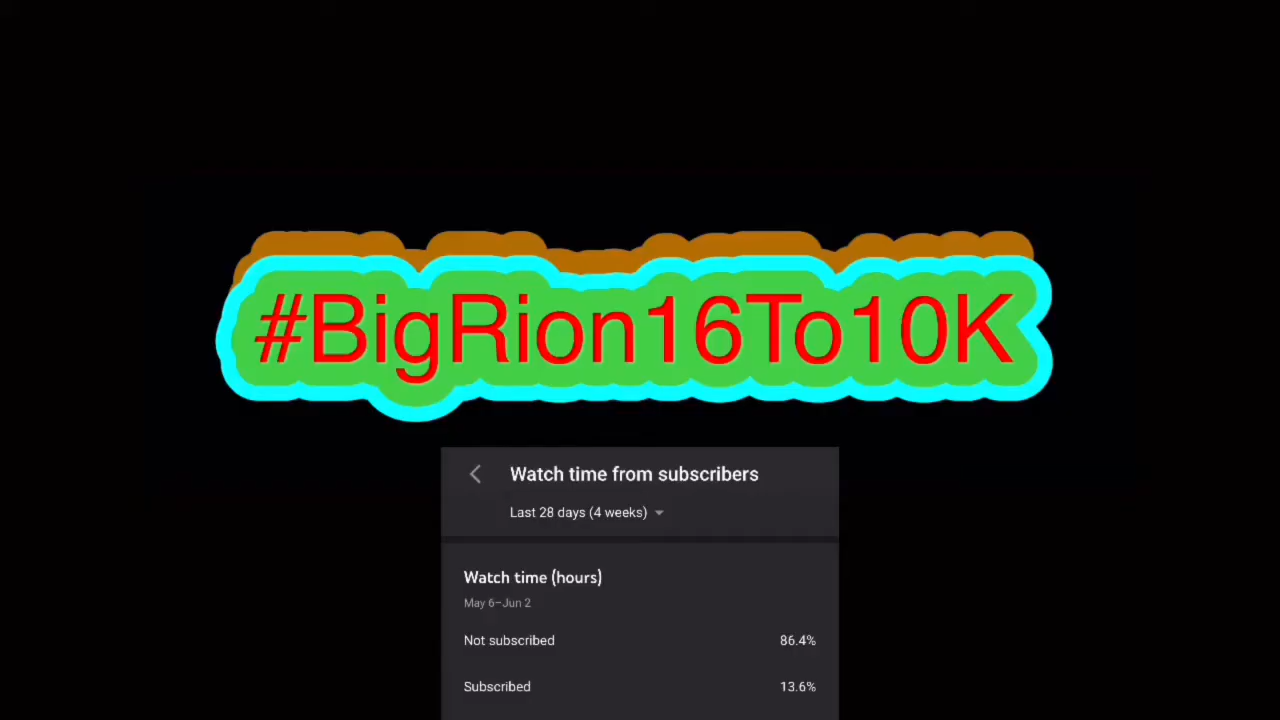 #BigRion16To10K
Watch time from subscribers
Last 28 days (4 weeks)
Watch time (hours)
May 6–Jun 2
Not subscribed 86.4%
Subscribed 13.6%